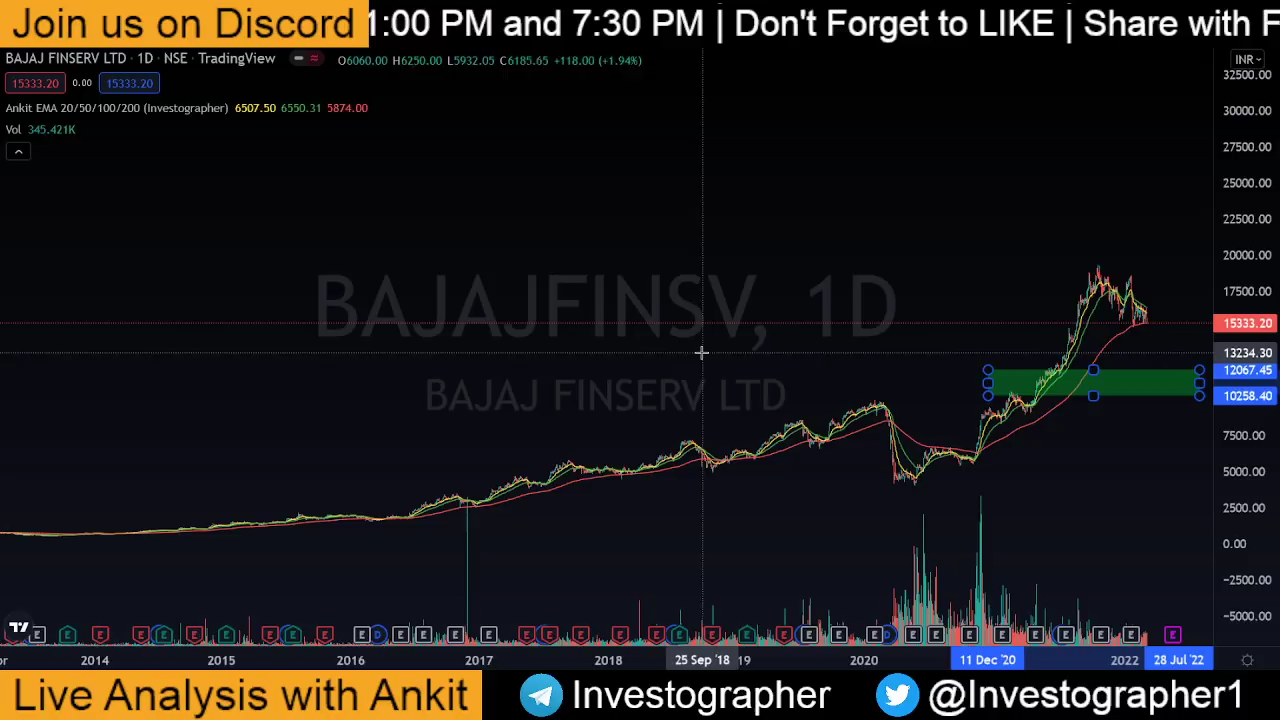 Join us on Discord 1:00 PM and 7:30 PM | Don't Forget to LIKE | Share with F
BAJAJ FINSERV LTD · 1D · NSE · TradingView O6060.00 H6250.00 L5932.05 C6185.65 +118.00 (+1.94%) INR
15333.20 0.00 15333.20
Ankit EMA 20/50/100/200 (Investographer) 6507.50 6550.31 5874.00
Vol 345.421K
BAJAJFINSV, 1D
BAJAJ FINSERV LTD
32500.00
30000.00
27500.00
25000.00
22500.00
20000.00
17500.00
15333.20
13234.30
12067.45
10258.40
7500.00
5000.00
2500.00
0.00
−2500.00
−5000.00
2014 2015 2016 2017 2018 25 Sep '18 19 2020 11 Dec '20 2022 28 Jul '22
Live Analysis with Ankit Investographer @Investographer1